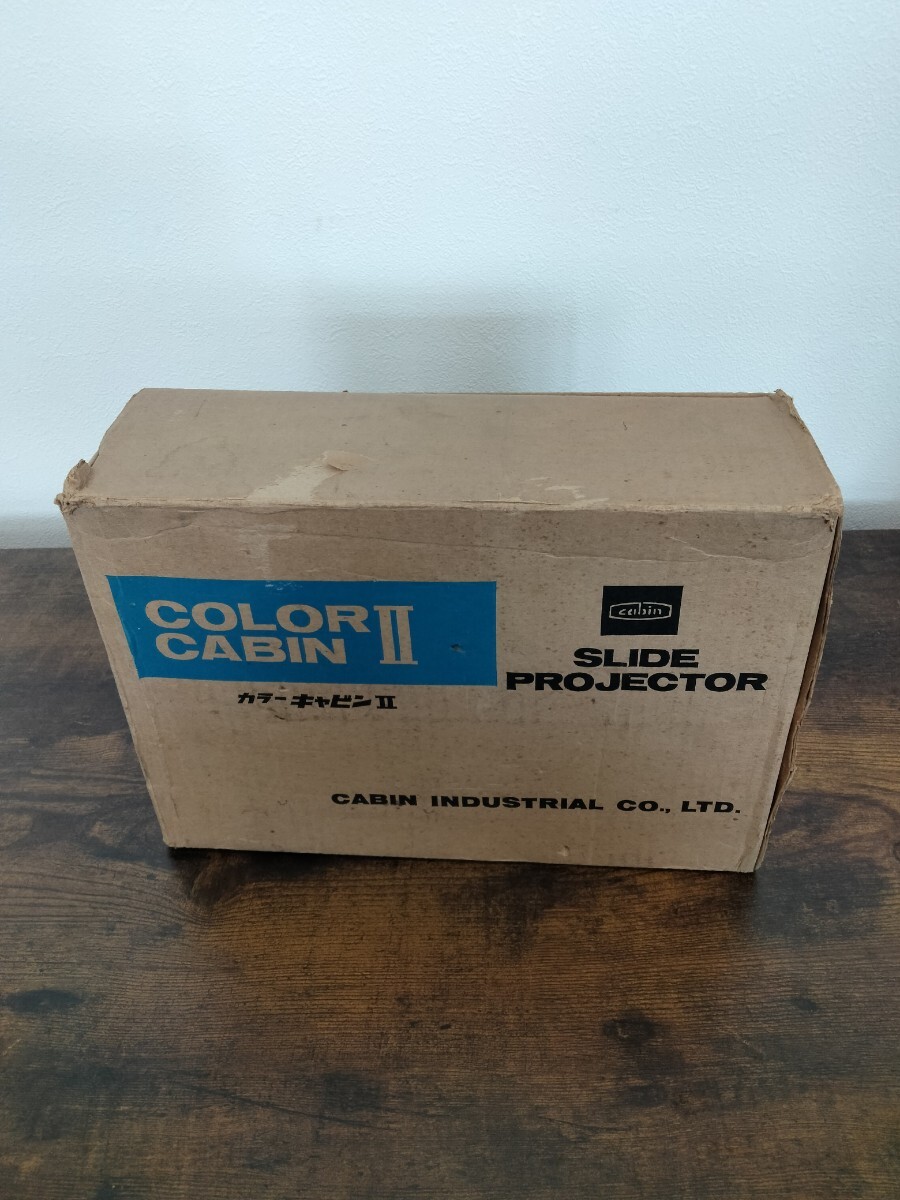 COLOR II
CABIN
カラーキャビンII
cabin
SLIDE
PROJECTOR
CABIN INDUSTRIAL CO., LTD.